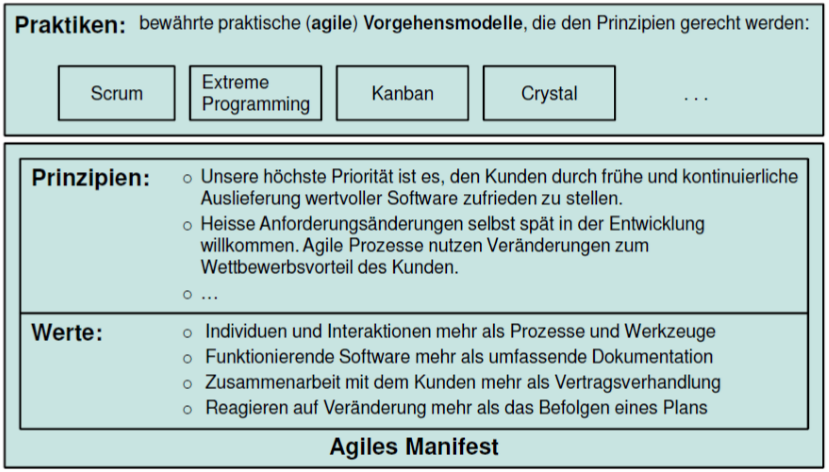 Praktiken: bewährte praktische (agile) Vorgehensmodelle, die den Prinzipien gerecht werden:
Scrum
Extreme
Programming
Kanban
Crystal
. . .
Prinzipien:
○ Unsere höchste Priorität ist es, den Kunden durch frühe und kontinuierliche
Auslieferung wertvoller Software zufrieden zu stellen.
○ Heisse Anforderungsänderungen selbst spät in der Entwicklung
willkommen. Agile Prozesse nutzen Veränderungen zum
Wettbewerbsvorteil des Kunden.
○ ...
Werte:
○ Individuen und Interaktionen mehr als Prozesse und Werkzeuge
○ Funktionierende Software mehr als umfassende Dokumentation
○ Zusammenarbeit mit dem Kunden mehr als Vertragsverhandlung
○ Reagieren auf Veränderung mehr als das Befolgen eines Plans
Agiles Manifest